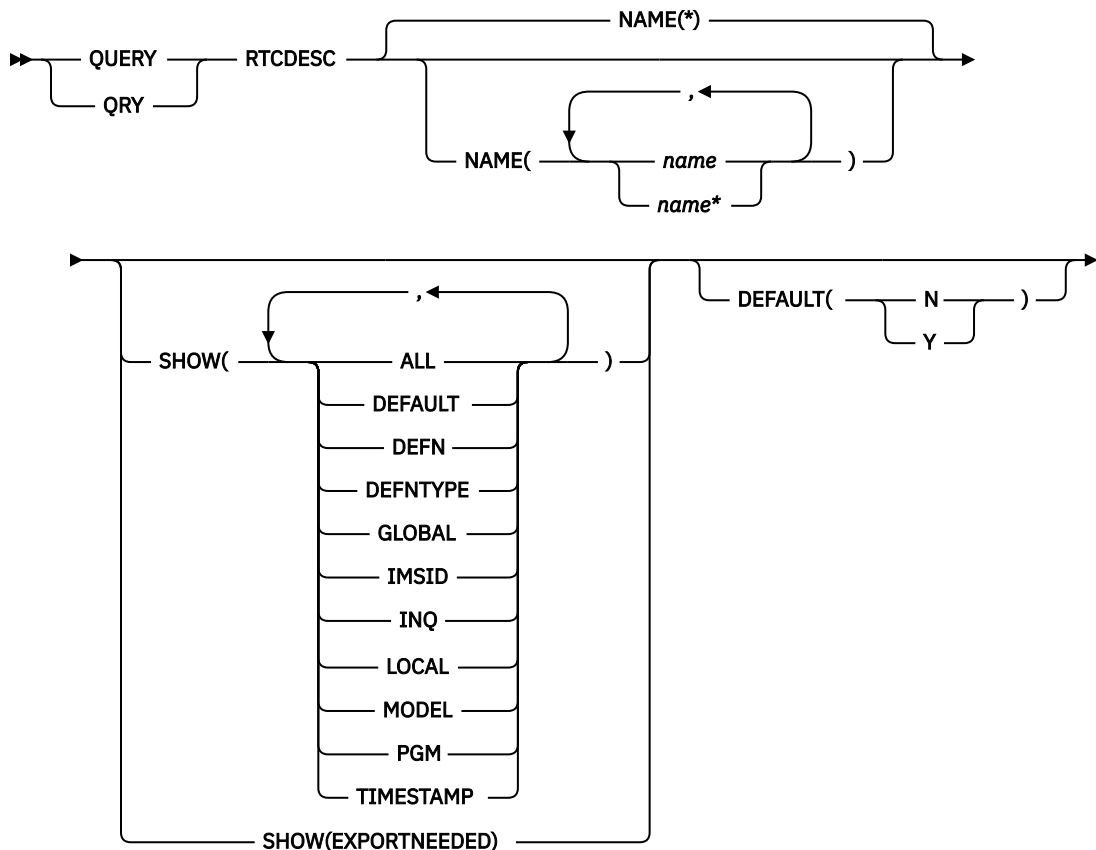 NAME(*)
QUERY RTCDESC
QRY
,
NAME( name )
name*
,
DEFAULT( N )
Y
SHOW( ALL )
DEFAULT
DEFN
DEFNTYPE
GLOBAL
IMSID
INQ
LOCAL
MODEL
PGM
TIMESTAMP
SHOW(EXPORTNEEDED)